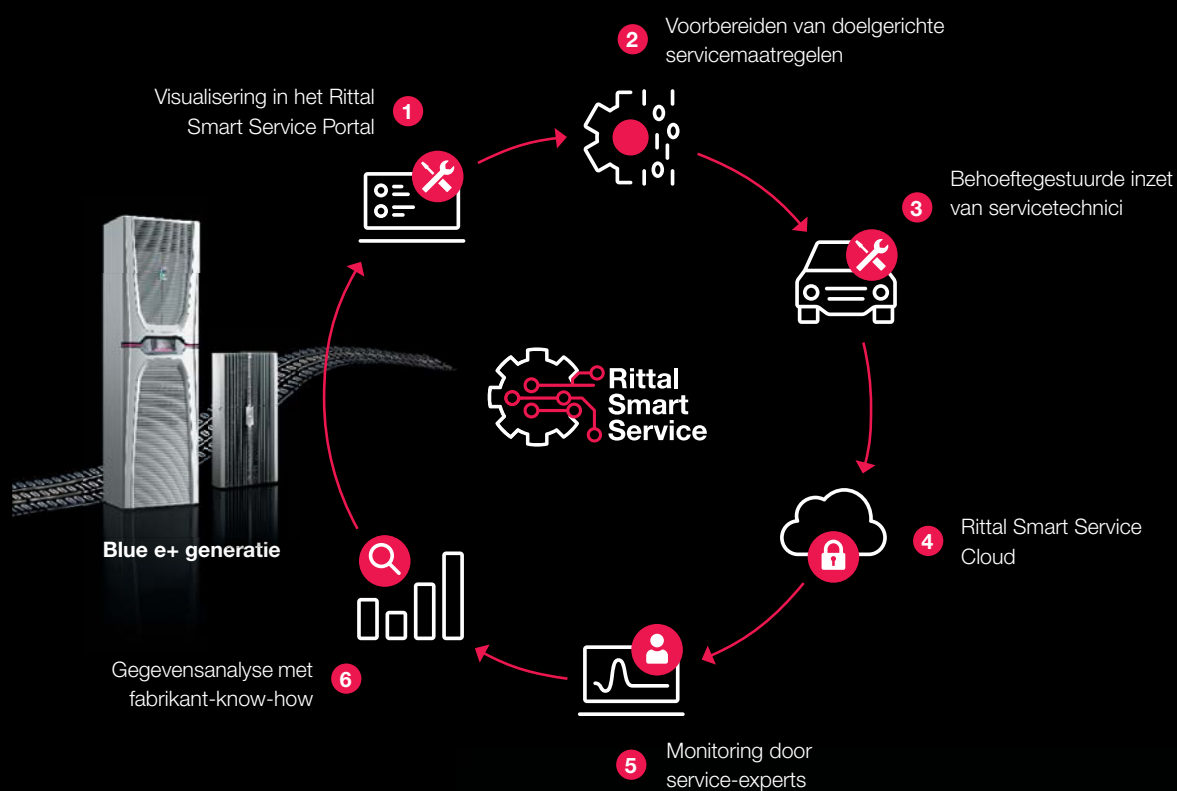 Visualisering in het Rittal
Smart Service Portal
1
2
Voorbereiden van doelgerichte
servicemaatregelen
3
Behoeftegestuurde inzet
van servicetechnici
Rittal
Smart
Service
Blue e+ generatie
4
Rittal Smart Service
Cloud
5
Monitoring door
service-experts
6
Gegevensanalyse met
fabrikant-know-how